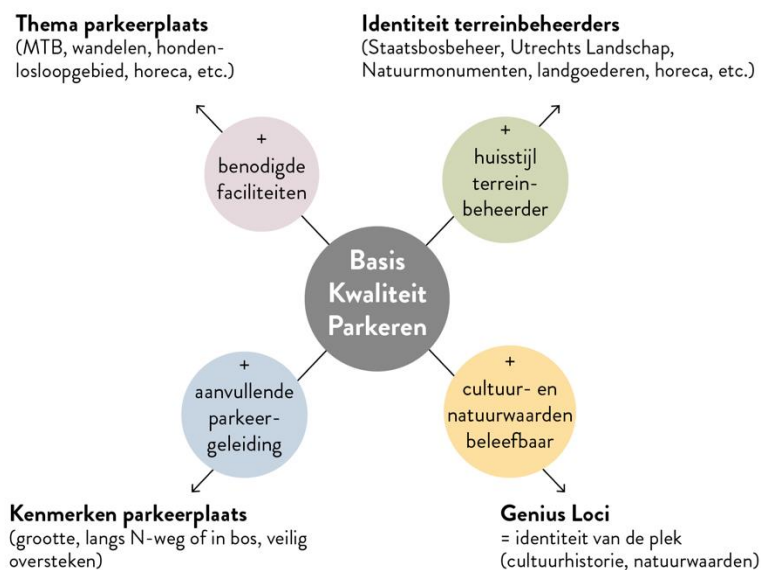 Thema parkeerplaats
(MTB, wandelen, honden-
losloopgebied, horeca, etc.)
Identiteit terreinbeheerders
(Staatsbosbeheer, Utrechts Landschap,
Natuurmonumenten, landgoederen, horeca, etc.)
+
benodigde
faciliteiten
+
huisstijl
terrein-
beheerder
Basis
Kwaliteit
Parkeren
+
aanvullende
parkeer-
geleiding
+
cultuur- en
natuurwaarden
beleefbaar
Kenmerken parkeerplaats
(grootte, langs N-weg of in bos, veilig
oversteken)
Genius Loci
= identiteit van de plek
(cultuurhistorie, natuurwaarden)